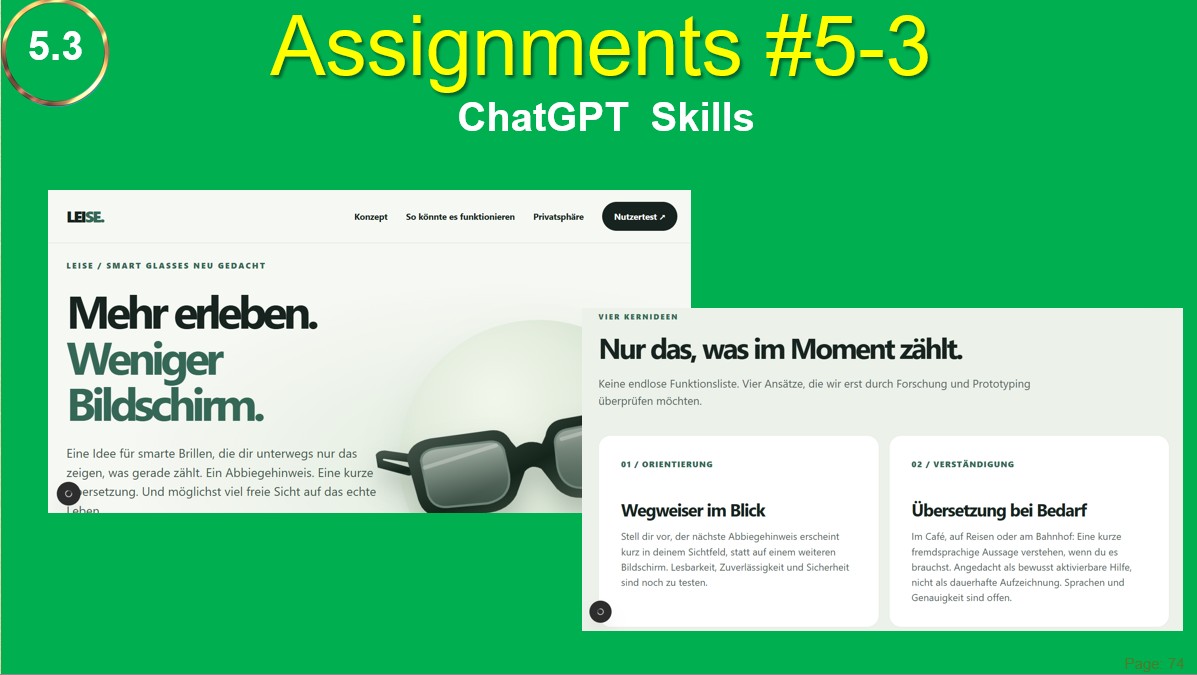 5.3
Assignments #5-3
ChatGPT Skills
LEISE.
Konzept
So könnte es funktionieren
Privatsphäre
Nutzertest ↗
LEISE / SMART GLASSES NEU GEDACHT
Mehr erleben.
Weniger
Bildschirm.
Eine Idee für smarte Brillen, die dir unterwegs nur das
zeigen, was gerade zählt. Ein Abbiegehinweis. Eine kurze
bersetzung. Und möglichst viel freie Sicht auf das echte
Leben
VIER KERNIDEEN
Nur das, was im Moment zählt.
Keine endlose Funktionsliste. Vier Ansätze, die wir erst durch Forschung und Prototyping
überprüfen möchten.
01 / ORIENTIERUNG
Wegweiser im Blick
Stell dir vor, der nächste Abbiegehinweis erscheint
kurz in deinem Sichtfeld, statt auf einem weiteren
Bildschirm. Lesbarkeit, Zuverlässigkeit und Sicherheit
sind noch zu testen.
02 / VERSTÄNDIGUNG
Übersetzung bei Bedarf
Im Café, auf Reisen oder am Bahnhof: Eine kurze
fremdsprachige Aussage verstehen, wenn du es
brauchst. Angedacht als bewusst aktivierbare Hilfe,
nicht als dauerhafte Aufzeichnung. Sprachen und
Genauigkeit sind offen.
Page: 74